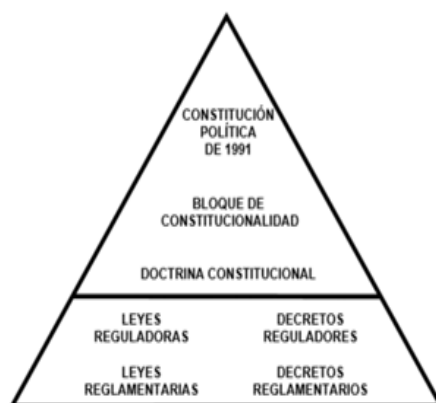 CONSTITUCIÓN
POLÍTICA
DE 1991
BLOQUE DE
CONSTITUCIONALIDAD
DOCTRINA CONSTITUCIONAL
LEYES
REGULADORAS
DECRETOS
REGULADORES
LEYES
REGLAMENTARIAS
DECRETOS
REGLAMENTARIOS